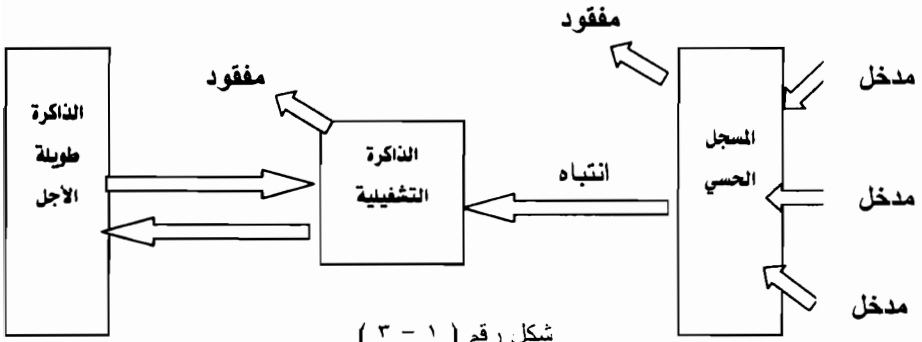 مفقود
مدخل
المسجل
الحسي
مدخل
مدخل
انتباه
مفقود
الذاكرة
التشغيلية
الذاكرة
طويلة
الأجل
شكل رقم ( ١ - ٣ )